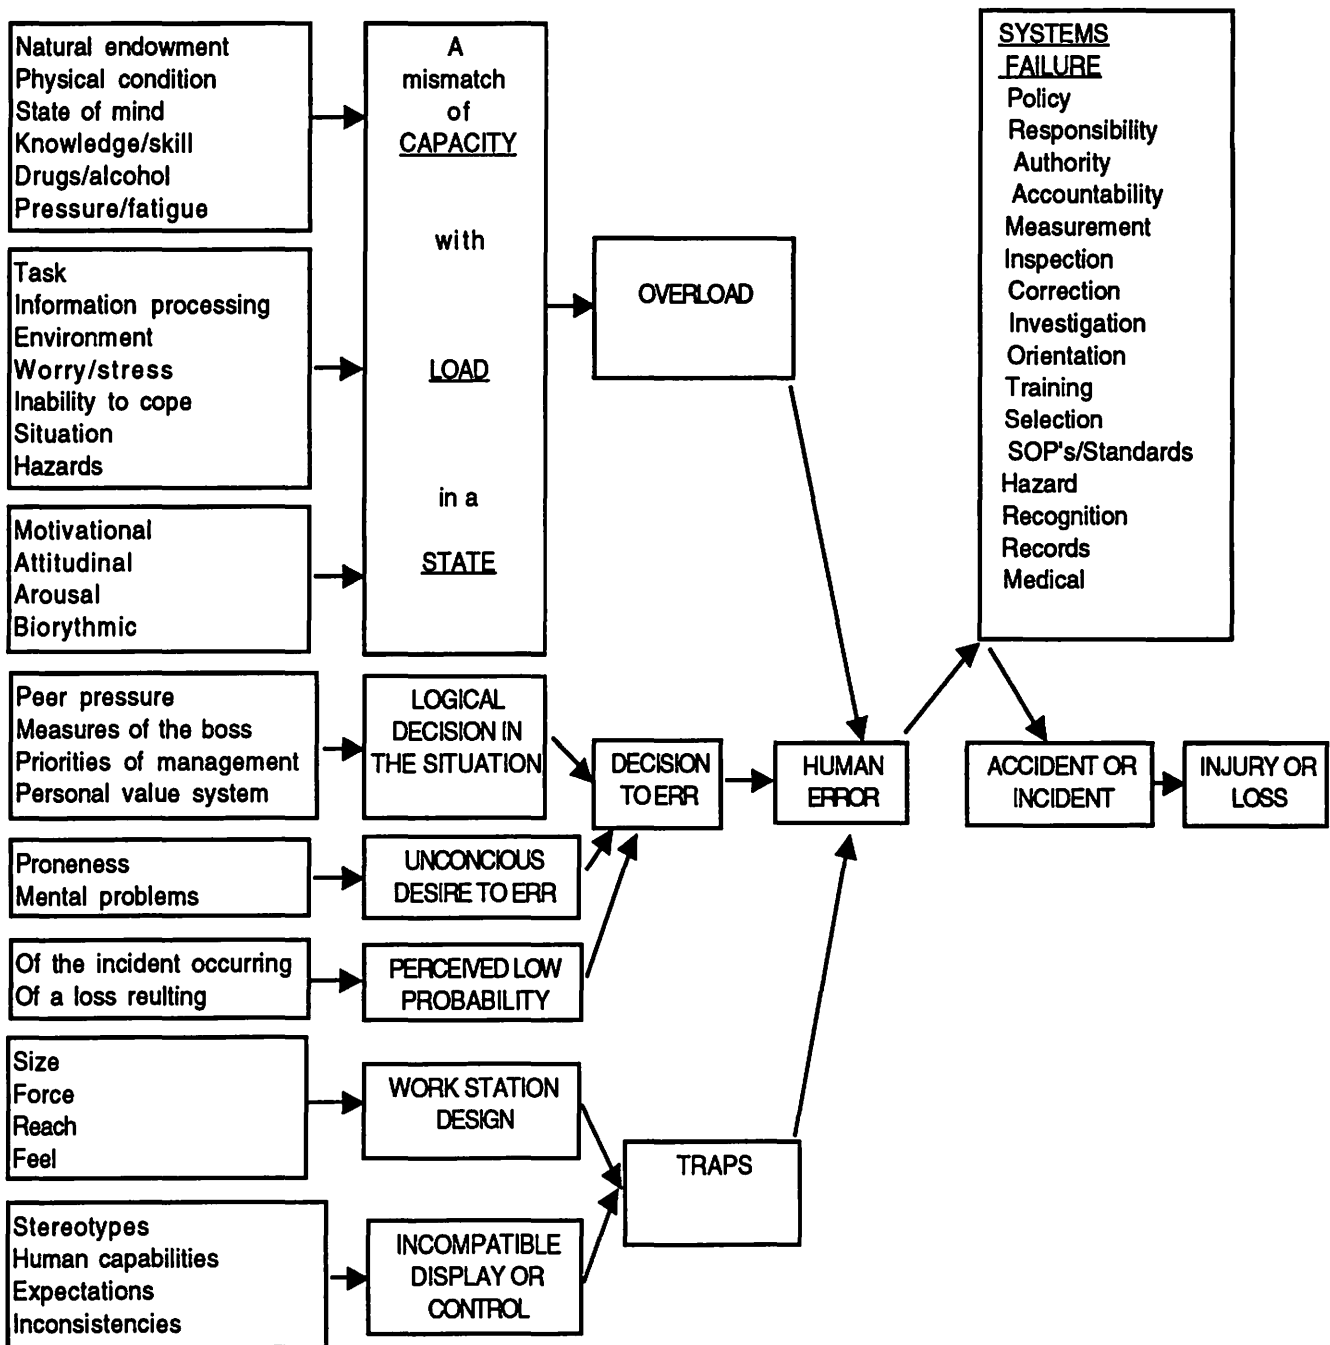 Natural endowment
Physical condition
State of mind
Knowledge/skill
Drugs/alcohol
Pressure/fatigue
Task
Information processing
Environment
Worry/stress
Inability to cope
Situation
Hazards
Motivational
Attitudinal
Arousal
Biorythmic
A
mismatch
of
CAPACITY
with
LOAD
in a
STATE
OVERLOAD
SYSTEMS
FAILURE
Policy
Responsibility
Authority
Accountability
Measurement
Inspection
Correction
Investigation
Orientation
Training
Selection
SOP's/Standards
Hazard
Recognition
Records
Medical
Peer pressure
Measures of the boss
Priorities of management
Personal value system
LOGICAL
DECISION IN
THE SITUATION
Proneness
Mental problems
UNCONCIOUS
DESIRE TO ERR
Of the incident occurring
Of a loss reulting
PERCEIVED LOW
PROBABILITY
DECISION
TO ERR
HUMAN
ERROR
ACCIDENT OR
INCIDENT
INJURY OR
LOSS
Size
Force
Reach
Feel
WORK STATION
DESIGN
Stereotypes
Human capabilities
Expectations
Inconsistencies
INCOMPATIBLE
DISPLAY OR
CONTROL
TRAPS